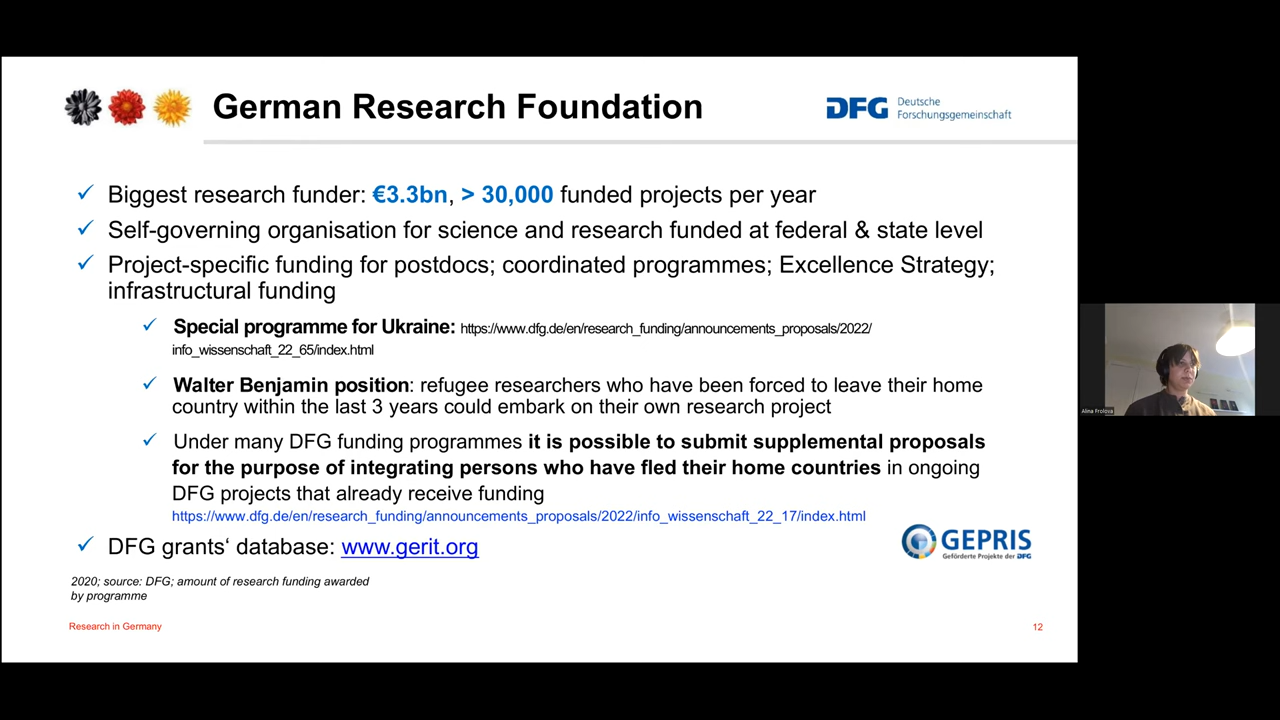 German Research Foundation
DFG Deutsche
Forschungsgemeinschaft
✓ Biggest research funder: €3.3bn, > 30,000 funded projects per year
✓ Self-governing organisation for science and research funded at federal & state level
✓ Project-specific funding for postdocs; coordinated programmes; Excellence Strategy;
infrastructural funding
✓ Special programme for Ukraine: https://www.dfg.de/en/research_funding/announcements_proposals/2022/
info_wissenschaft_22_65/index.html
✓ Walter Benjamin position: refugee researchers who have been forced to leave their home
country within the last 3 years could embark on their own research project
✓ Under many DFG funding programmes it is possible to submit supplemental proposals
for the purpose of integrating persons who have fled their home countries in ongoing
DFG projects that already receive funding
https://www.dfg.de/en/research_funding/announcements_proposals/2022/info_wissenschaft_22_17/index.html
✓ DFG grants‘ database: www.gerit.org
GEPRIS
Geförderte Projekte der DFG
2020; source: DFG; amount of research funding awarded
by programme
Research in Germany
12
Alina Frolova